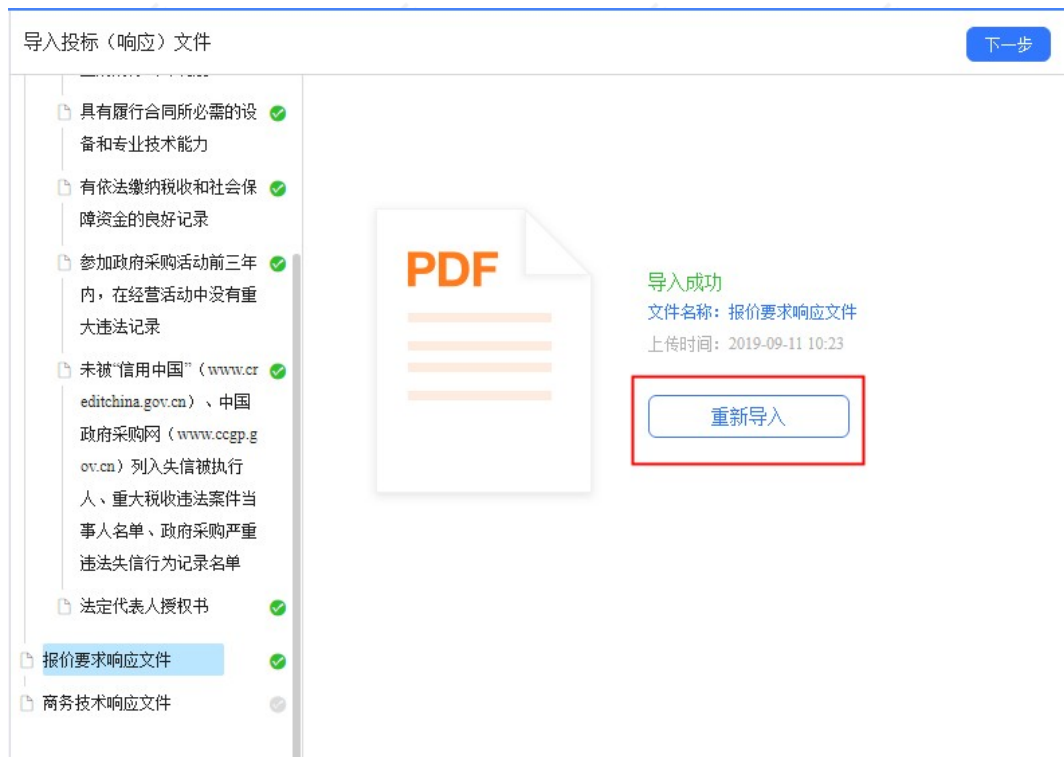 导入投标（响应）文件
下一步
具有履行合同所必需的设
备和专业技术能力
有依法缴纳税收和社会保
障资金的良好记录
参加政府采购活动前三年
内，在经营活动中没有重
大违法记录
未被“信用中国”（www.cr
editchina.gov.cn）、中国
政府采购网（www.ccgp.g
ov.cn）列入失信被执行
人、重大税收违法案件当
事人名单、政府采购严重
违法失信行为记录名单
法定代表人授权书
报价要求响应文件
商务技术响应文件
PDF
导入成功
文件名称：报价要求响应文件
上传时间：2019-09-11 10:23
重新导入